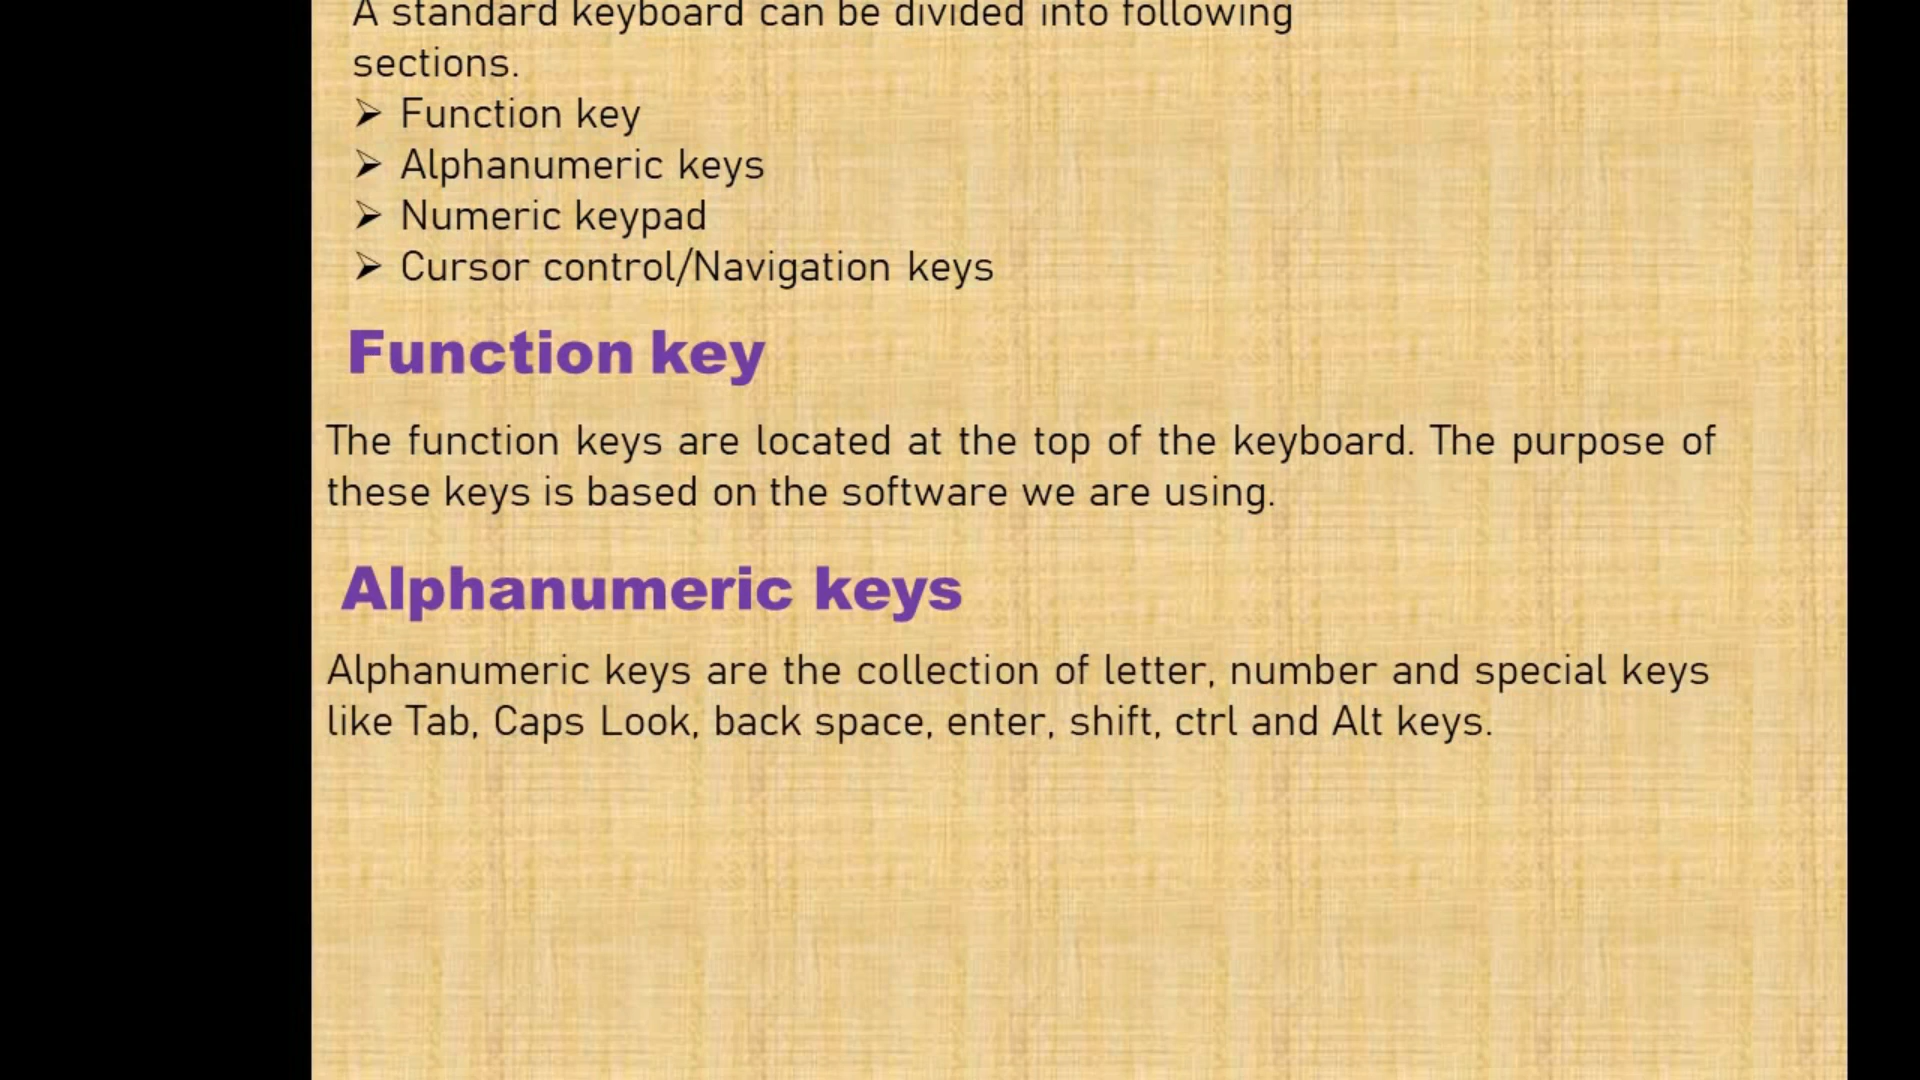 A standard keyboard can be divided into following
sections.
➢ Function key
➢ Alphanumeric keys
➢ Numeric keypad
➢ Cursor control/Navigation keys
Function key
The function keys are located at the top of the keyboard. The purpose of
these keys is based on the software we are using.
Alphanumeric keys
Alphanumeric keys are the collection of letter, number and special keys
like Tab, Caps Look, back space, enter, shift, ctrl and Alt keys.